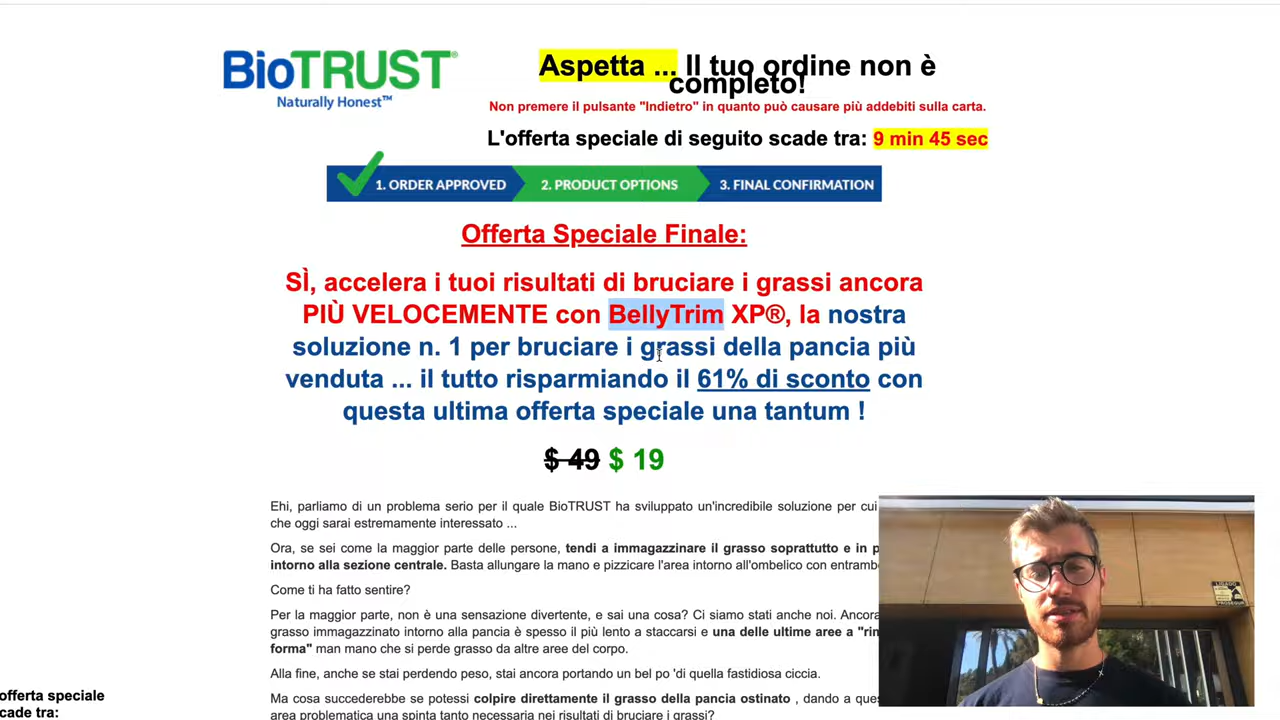 BioTRUST®
Naturally Honest™
Aspetta ... Il tuo ordine non è
completo!
Non premere il pulsante "Indietro" in quanto può causare più addebiti sulla carta.
L'offerta speciale di seguito scade tra: 9 min 45 sec
1. ORDER APPROVED 2. PRODUCT OPTIONS 3. FINAL CONFIRMATION
Offerta Speciale Finale:
SÌ, accelera i tuoi risultati di bruciare i grassi ancora
PIÙ VELOCEMENTE con BellyTrim XP®, la nostra
soluzione n. 1 per bruciare i grassi della pancia più
venduta ... il tutto risparmiando il 61% di sconto con
questa ultima offerta speciale una tantum !
$ 49 $ 19
Ehi, parliamo di un problema serio per il quale BioTRUST ha sviluppato un'incredibile soluzione per cui
che oggi sarai estremamente interessato ...
Ora, se sei come la maggior parte delle persone, tendi a immagazzinare il grasso soprattutto e in p
intorno alla sezione centrale. Basta allungare la mano e pizzicare l'area intorno all'ombelico con entramb
Come ti ha fatto sentire?
Per la maggior parte, non è una sensazione divertente, e sai una cosa? Ci siamo stati anche noi. Ancora
grasso immagazzinato intorno alla pancia è spesso il più lento a staccarsi e una delle ultime aree a "rin
forma" man mano che si perde grasso da altre aree del corpo.
Alla fine, anche se stai perdendo peso, stai ancora portando un bel po 'di quella fastidiosa ciccia.
Ma cosa succederebbe se potessi colpire direttamente il grasso della pancia ostinato , dando a ques
area problematica una spinta tanto necessaria nei risultati di bruciare i grassi?
offerta speciale
cade tra:
PROSEGUR